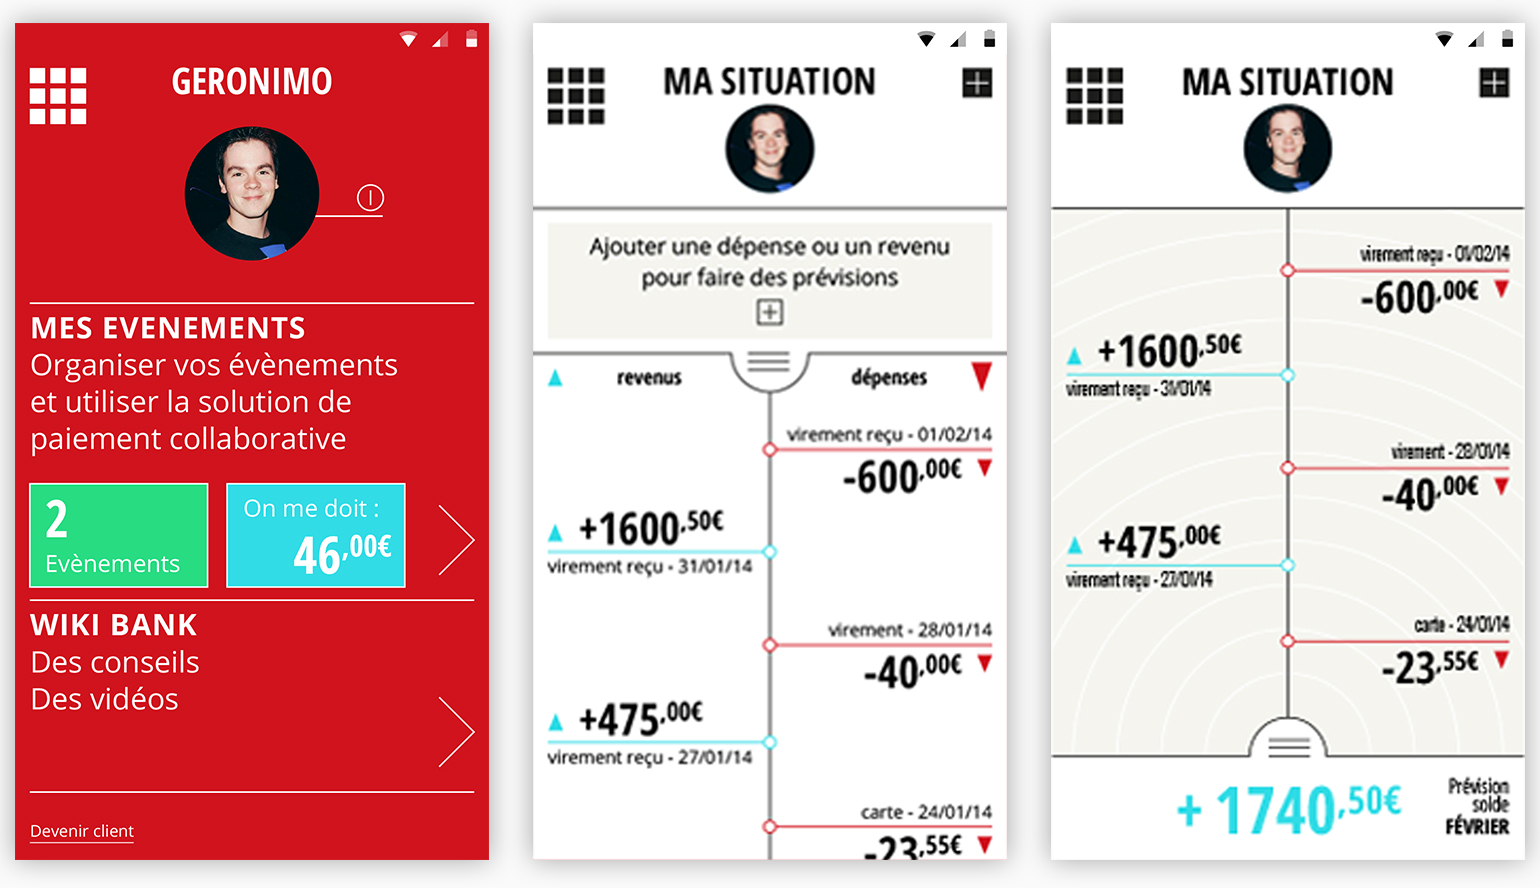 GERONIMO
MES EVENEMENTS
Organiser vos évènements
et utiliser la solution de
paiement collaborative
2
Evènements
On me doit :
46,00€
WIKI BANK
Des conseils
Des vidéos
Devenir client
MA SITUATION
Ajouter une dépense ou un revenu
pour faire des prévisions
revenus
dépenses
virement reçu - 01/02/14
-600,00€
+1600,50€
virement reçu - 31/01/14
virement - 28/01/14
-40,00€
+475,00€
virement reçu - 27/01/14
carte - 24/01/14
-23,55€
MA SITUATION
virement reçu - 01/02/14
-600,00€
+1600,50€
virement reçu - 31/01/14
virement - 28/01/14
-40,00€
+475,00€
virement reçu - 27/01/14
carte - 24/01/14
-23,55€
+ 1740,50€
Prévision
solde
FÉVRIER